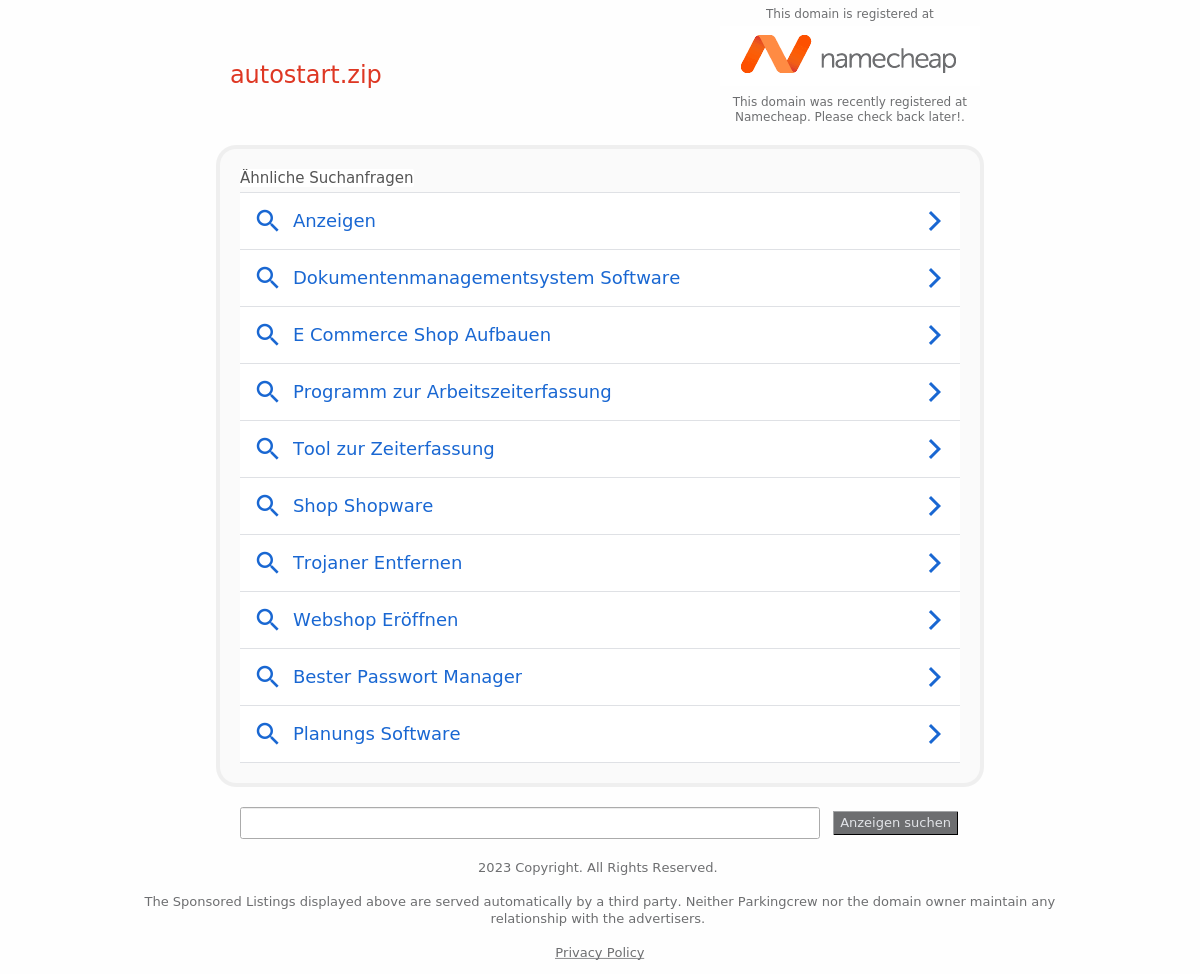 This domain is registered at
namecheap
autostart.zip
This domain was recently registered at
Namecheap. Please check back later!.
Ähnliche Suchanfragen
Anzeigen
Dokumentenmanagementsystem Software
E Commerce Shop Aufbauen
Programm zur Arbeitszeiterfassung
Tool zur Zeiterfassung
Shop Shopware
Trojaner Entfernen
Webshop Eröffnen
Bester Passwort Manager
Planungs Software
Anzeigen suchen
2023 Copyright. All Rights Reserved.
The Sponsored Listings displayed above are served automatically by a third party. Neither Parkingcrew nor the domain owner maintain any
relationship with the advertisers.
Privacy Policy